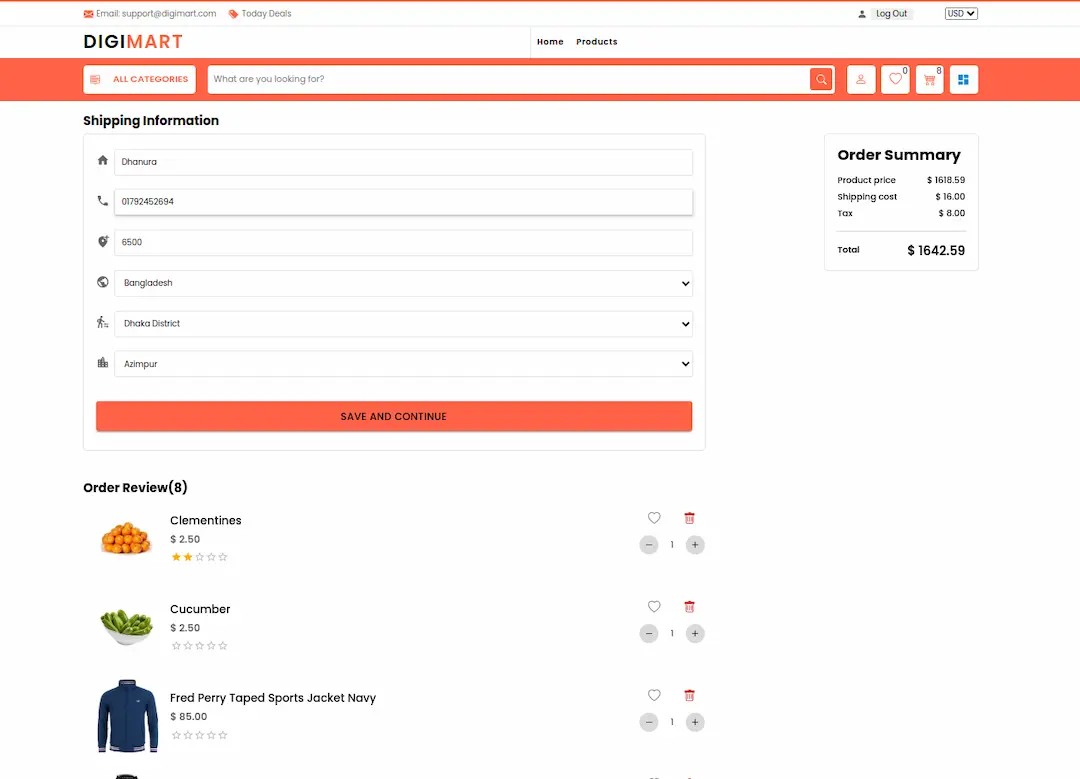 Email: support@digimart.com Today Deals Log Out USD
DIGIMART Home Products
ALL CATEGORIES What are you looking for? 0 8
Shipping Information
Dhanura
01792452694
6500
Bangladesh
Dhaka District
Azimpur
SAVE AND CONTINUE
Order Summary
Product price $ 1618.59
Shipping cost $ 16.00
Tax $ 8.00
Total $ 1642.59
Order Review(8)
Clementines
$ 2.50
1
Cucumber
$ 2.50
1
Fred Perry Taped Sports Jacket Navy
$ 85.00
1